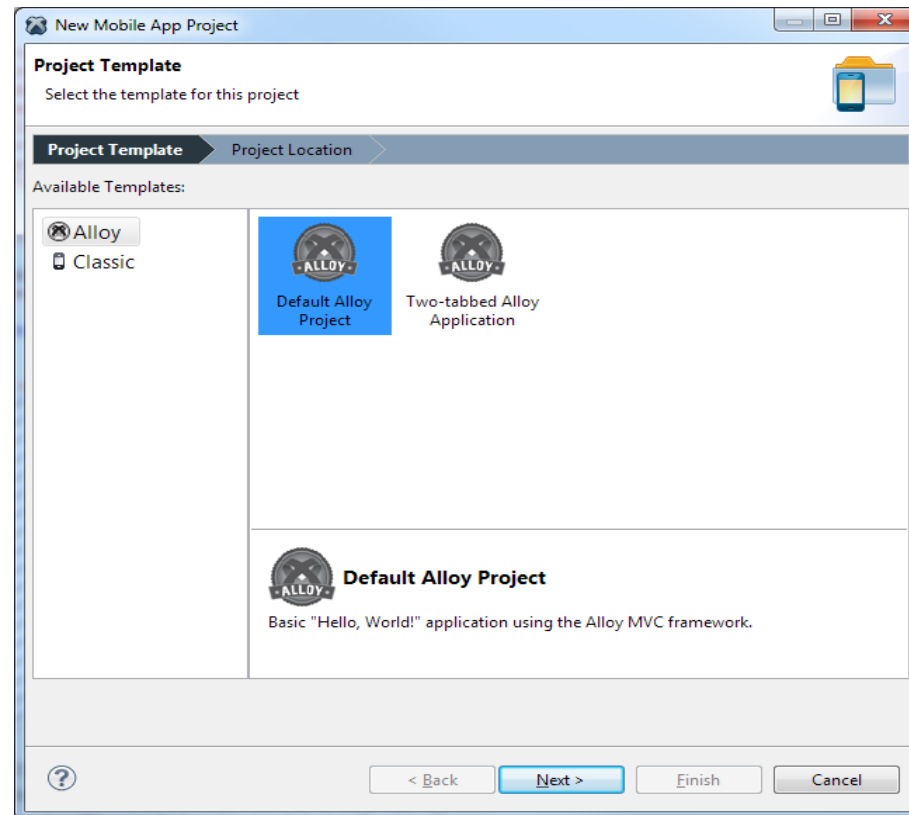 New Mobile App Project
Project Template
Select the template for this project
Project Template
Project Location
Available Templates:
Alloy
Classic
ALLOY
ALLOY
Default Alloy
Project
Two-tabbed Alloy
Application
ALLOY
Default Alloy Project
Basic "Hello, World!" application using the Alloy MVC framework.
?
< Back
Next >
Finish
Cancel